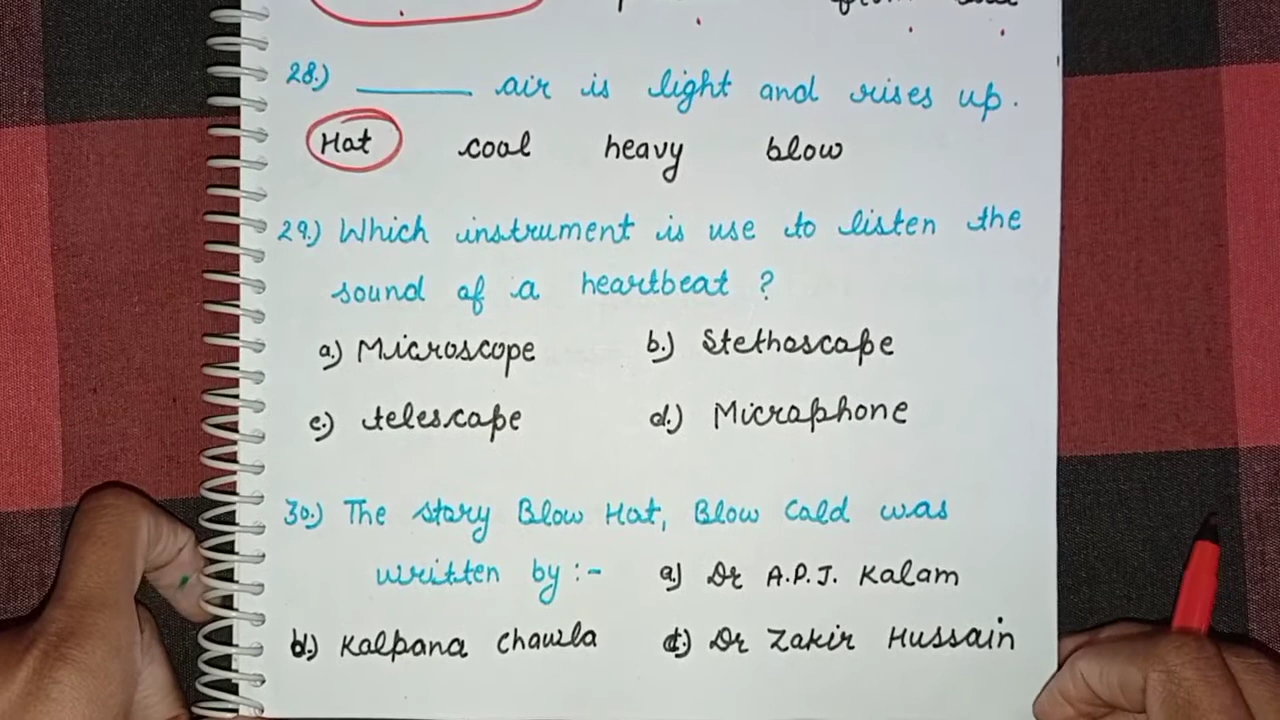 28.) ______ air is light and rises up.
Hot cool heavy blow
29.) Which instrument is use to listen the
sound of a heartbeat ?
a.) Microscope b.) Stethoscope
c.) telescope d.) Microphone
30.) The story Blow Hot, Blow Cold was
written by :- a) Dr A.P.J. Kalam
b.) Kalpana Chawla c.) Dr Zakir Hussain